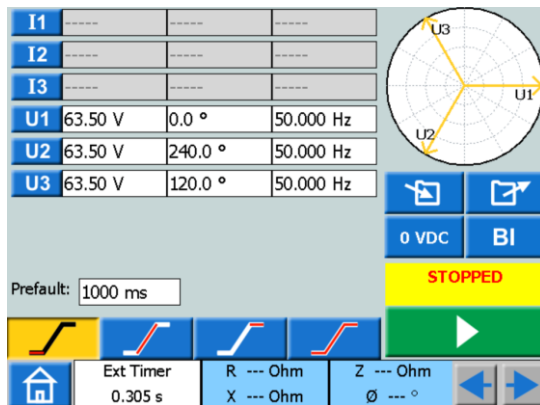 I1 ----- ----- -----
I2 ----- ----- -----
I3 ----- ----- -----
U1 63.50 V 0.0 ° 50.000 Hz
U2 63.50 V 240.0 ° 50.000 Hz
U3 63.50 V 120.0 ° 50.000 Hz
U3
U1
U2
0 VDC BI
STOPPED
Prefault: 1000 ms
Ext Timer R --- Ohm Z --- Ohm
0.305 s X --- Ohm Ø --- °